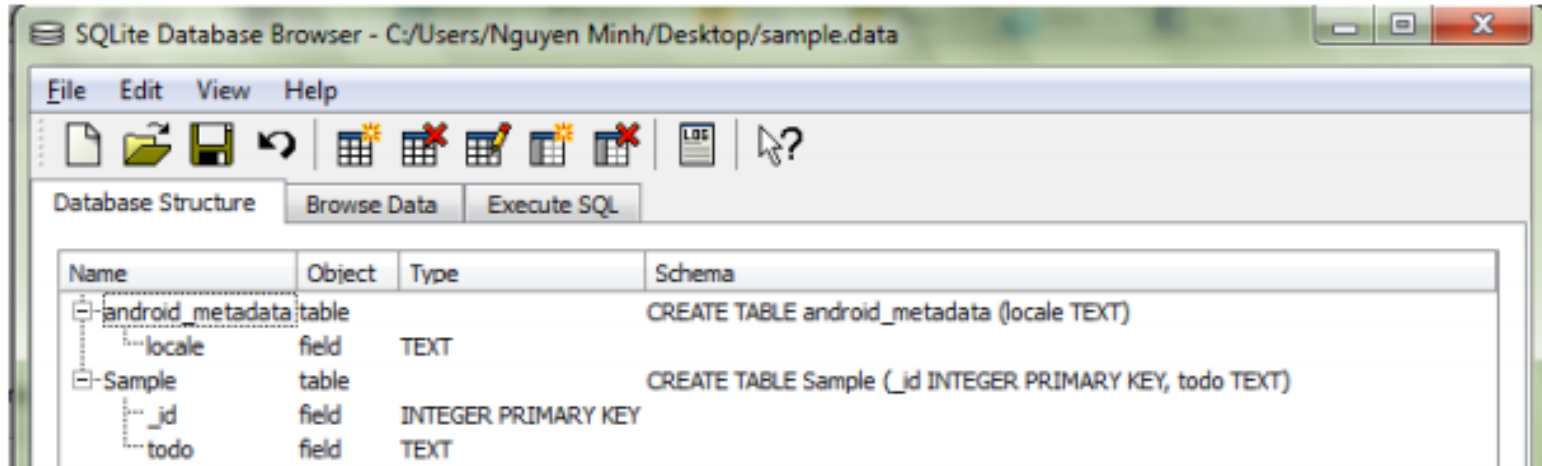 SQLite Database Browser - C:/Users/Nguyen Minh/Desktop/sample.data
File Edit View Help
LOG ?
Database Structure Browse Data Execute SQL
Name Object Type Schema
android_metadata table CREATE TABLE android_metadata (locale TEXT)
locale field TEXT
Sample table CREATE TABLE Sample (_id INTEGER PRIMARY KEY, todo TEXT)
_id field INTEGER PRIMARY KEY
todo field TEXT